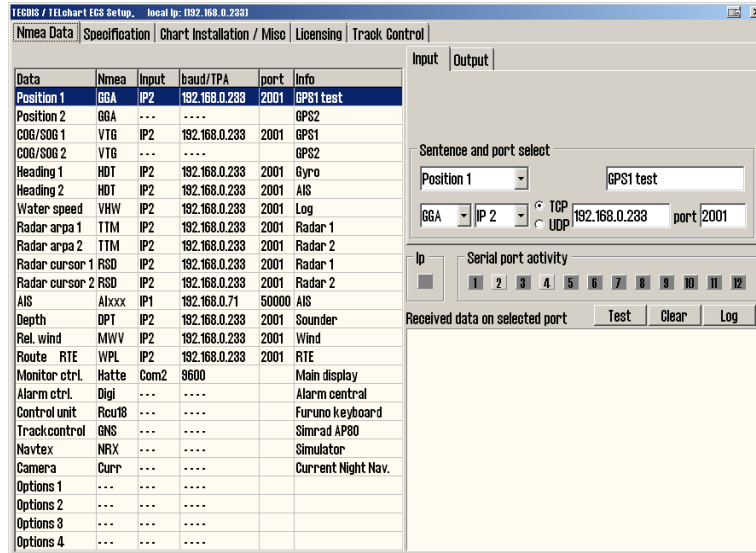 TECDIS / TELchart ECS Setup. local Ip: [192.168.0.233]
Nmea Data Specification Chart Installation / Misc Licensing Track Control
Input Output
Data Nmea Input baud/TPA port Info
Position 1 GGA IP2 192.168.0.233 2001 GPS1 test
Position 2 GGA --- ---- GPS2
COG/SOG 1 VTG IP2 192.168.0.233 2001 GPS1
COG/SOG 2 VTG --- ---- GPS2
Heading 1 HDT IP2 192.168.0.233 2001 Gyro
Heading 2 HDT IP2 192.168.0.233 2001 AIS
Water speed VHW IP2 192.168.0.233 2001 Log
Radar arpa 1 TTM IP2 192.168.0.233 2001 Radar 1
Radar arpa 2 TTM IP2 192.168.0.233 2001 Radar 2
Radar cursor 1 RSD IP2 192.168.0.233 2001 Radar 1
Radar cursor 2 RSD IP2 192.168.0.233 2001 Radar 2
AIS AIxxx IP1 192.168.0.71 50000 AIS
Depth DPT IP2 192.168.0.233 2001 Sounder
Rel. wind MWV IP2 192.168.0.233 2001 Wind
Route RTE WPL IP2 192.168.0.233 2001 RTE
Monitor ctrl. Hatte Com2 9600 Main display
Alarm ctrl. Digi --- ---- Alarm central
Control unit Rcu18 --- ---- Furuno keyboard
Trackcontrol GNS --- ---- Simrad AP80
Navtex NRX --- ---- Simulator
Camera Curr --- ---- Current Night Nav.
Options 1 --- --- ----
Options 2 --- --- ----
Options 3 --- --- ----
Options 4 --- --- ----
Sentence and port select
Position 1 GPS1 test
GGA IP 2 TCP UDP 192.168.0.233 port 2001
Ip Serial port activity
1 2 3 4 5 6 7 8 9 10 11 12
Received data on selected port Test Clear Log